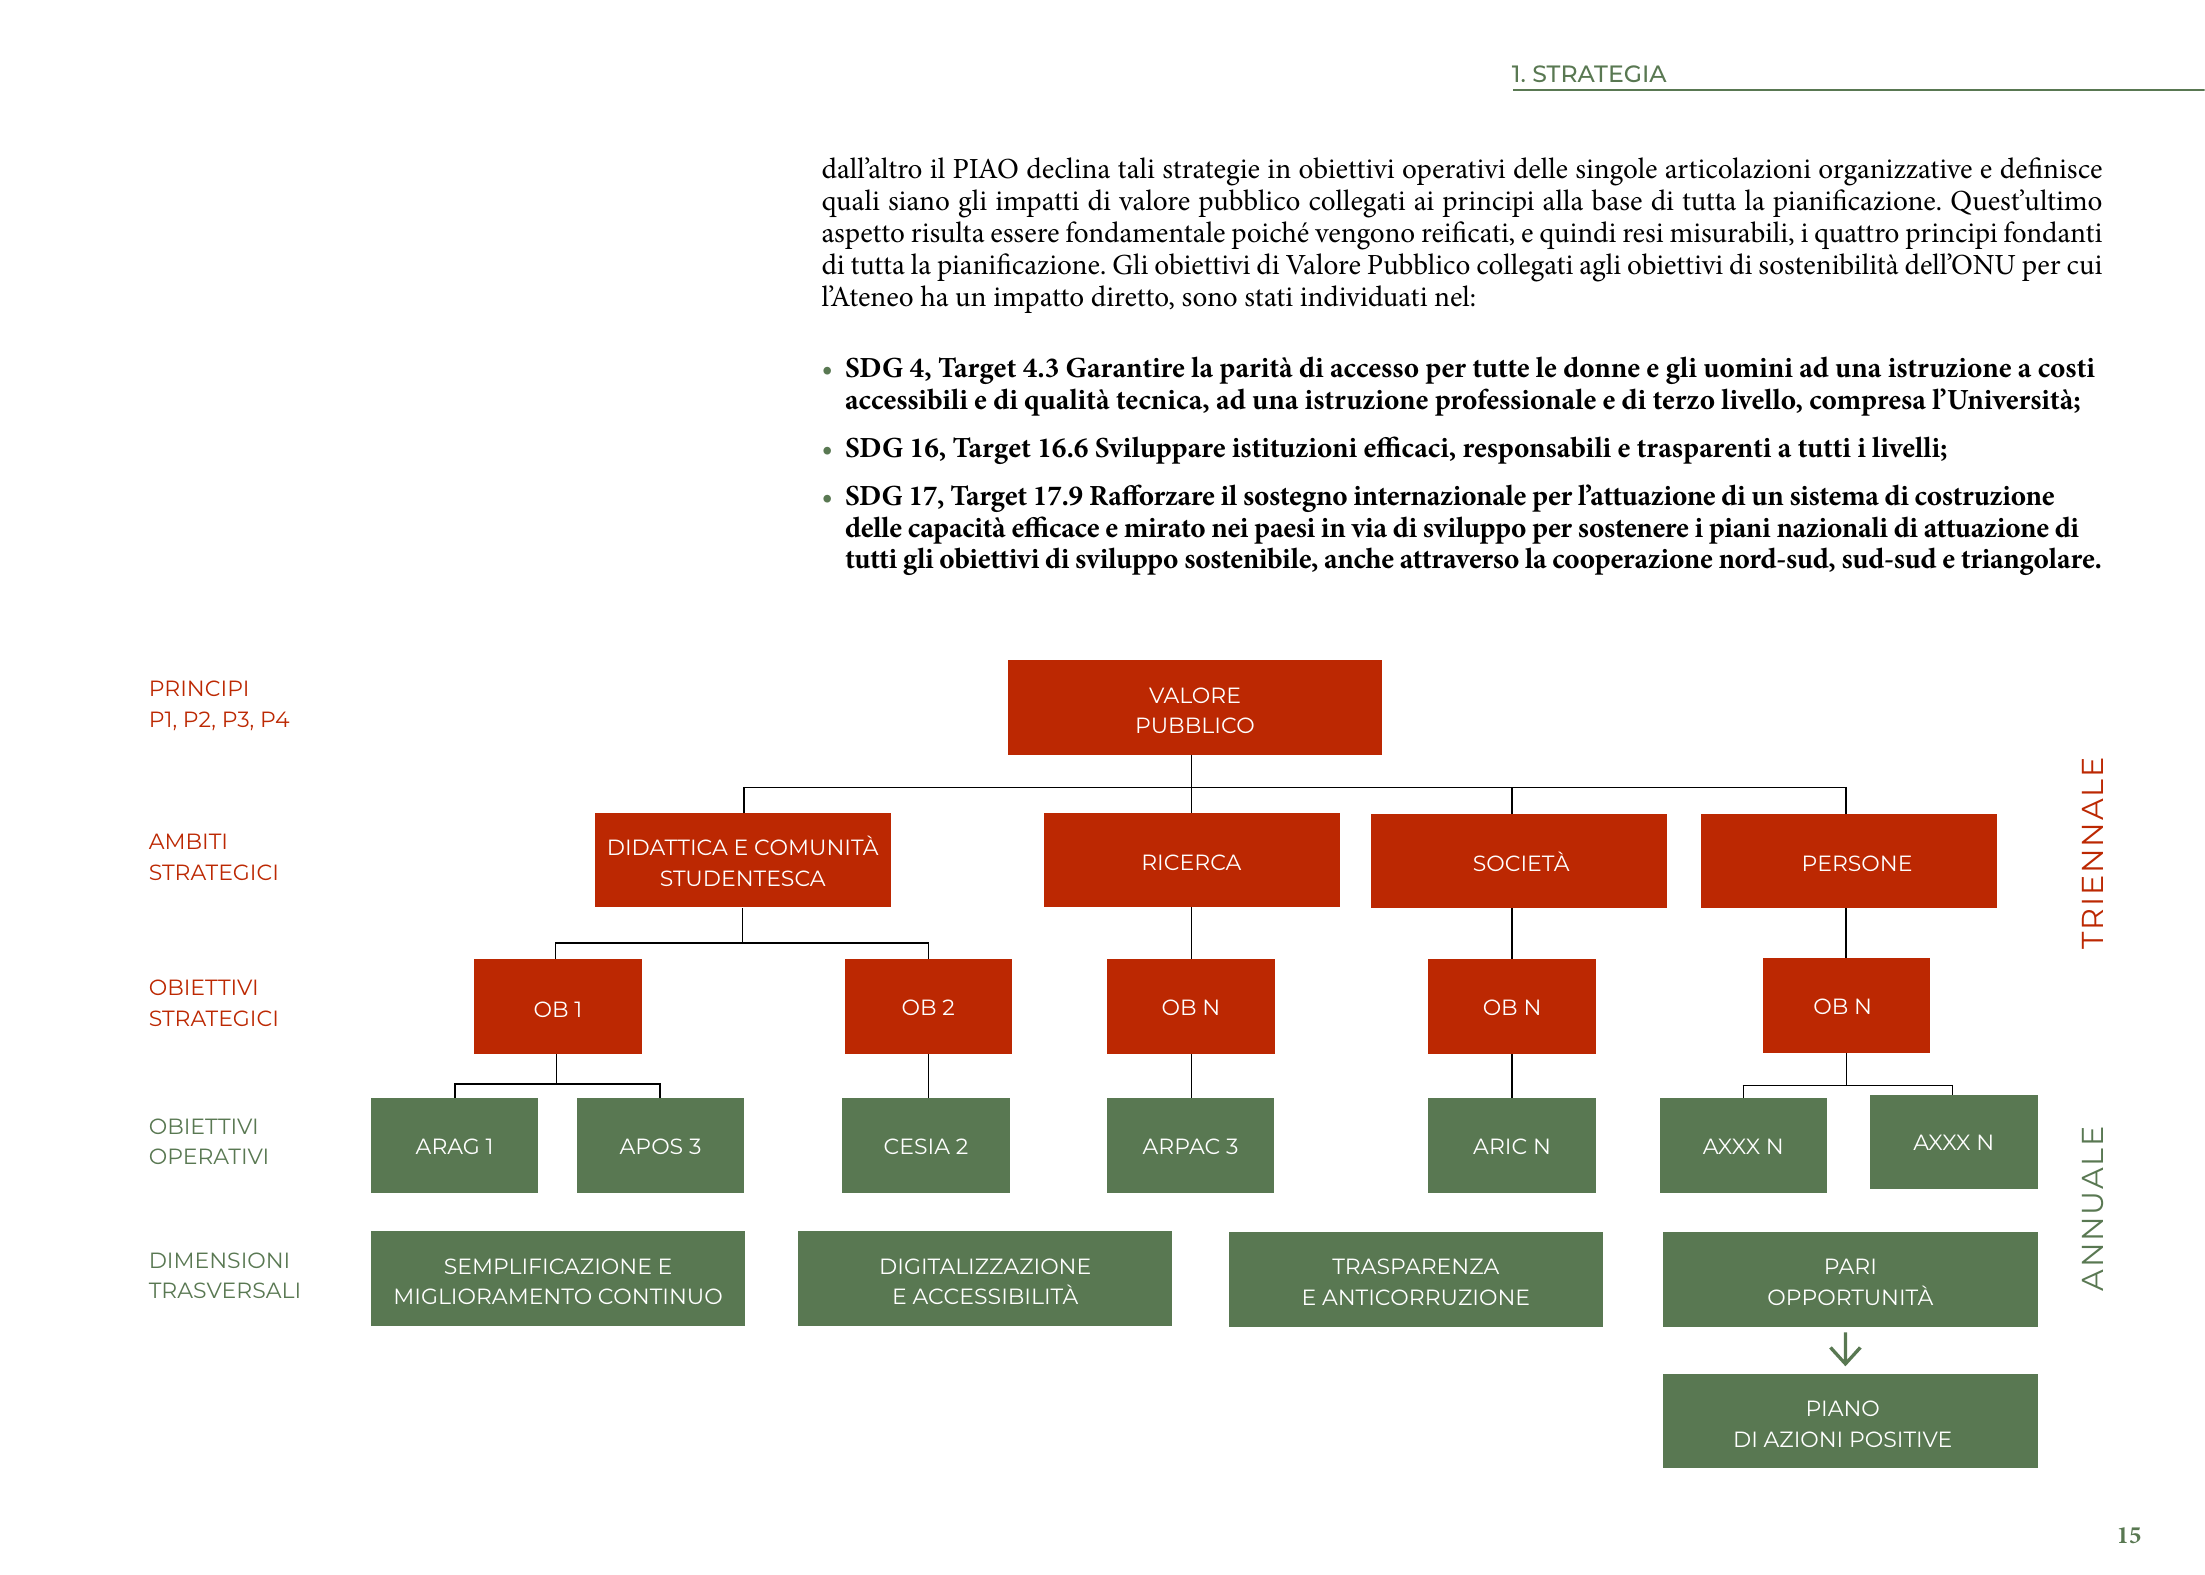 1. STRATEGIA
dall’altro il PIAO declina tali strategie in obiettivi operativi delle singole articolazioni organizzative e definisce
quali siano gli impatti di valore pubblico collegati ai principi alla base di tutta la pianificazione. Quest’ultimo
aspetto risulta essere fondamentale poiché vengono reificati, e quindi resi misurabili, i quattro principi fondanti
di tutta la pianificazione. Gli obiettivi di Valore Pubblico collegati agli obiettivi di sostenibilità dell’ONU per cui
l’Ateneo ha un impatto diretto, sono stati individuati nel:
• SDG 4, Target 4.3 Garantire la parità di accesso per tutte le donne e gli uomini ad una istruzione a costi
accessibili e di qualità tecnica, ad una istruzione professionale e di terzo livello, compresa l’Università;
• SDG 16, Target 16.6 Sviluppare istituzioni efficaci, responsabili e trasparenti a tutti i livelli;
• SDG 17, Target 17.9 Rafforzare il sostegno internazionale per l’attuazione di un sistema di costruzione
delle capacità efficace e mirato nei paesi in via di sviluppo per sostenere i piani nazionali di attuazione di
tutti gli obiettivi di sviluppo sostenibile, anche attraverso la cooperazione nord-sud, sud-sud e triangolare.
PRINCIPI
P1, P2, P3, P4
VALORE
PUBBLICO
AMBITI
STRATEGICI
DIDATTICA E COMUNITÀ
STUDENTESCA
RICERCA
SOCIETÀ
PERSONE
TRIENNALE
OBIETTIVI
STRATEGICI
OB 1
OB 2
OB N
OB N
OB N
OBIETTIVI
OPERATIVI
ARAG 1
APOS 3
CESIA 2
ARPAC 3
ARIC N
AXXX N
AXXX N
ANNUALE
DIMENSIONI
TRASVERSALI
SEMPLIFICAZIONE E
MIGLIORAMENTO CONTINUO
DIGITALIZZAZIONE
E ACCESSIBILITÀ
TRASPARENZA
E ANTICORRUZIONE
PARI
OPPORTUNITÀ
PIANO
DI AZIONI POSITIVE
15